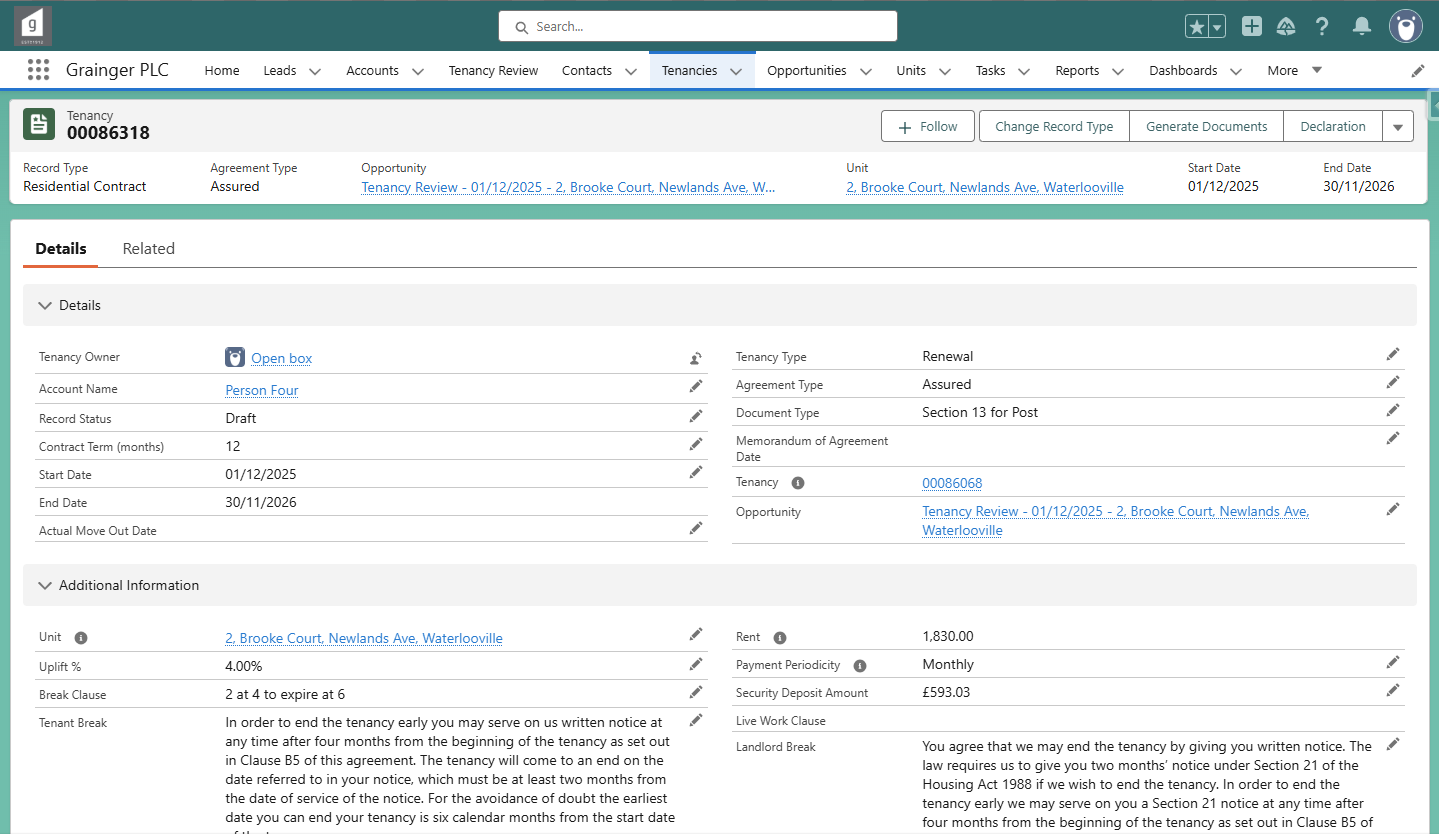 g
Search...
Grainger PLC
Home
Leads
Accounts
Tenancy Review
Contacts
Tenancies
Opportunities
Units
Tasks
Reports
Dashboards
More
Tenancy
00086318
Follow
Change Record Type
Generate Documents
Declaration
Record Type
Residential Contract
Agreement Type
Assured
Opportunity
Tenancy Review - 01/12/2025 - 2, Brooke Court, Newlands Ave, W...
Unit
2, Brooke Court, Newlands Ave, Waterlooville
Start Date
01/12/2025
End Date
30/11/2026
Details
Related
Details
Tenancy Owner
Open box
Account Name
Person Four
Record Status
Draft
Contract Term (months)
12
Start Date
01/12/2025
End Date
30/11/2026
Actual Move Out Date
Tenancy Type
Renewal
Agreement Type
Assured
Document Type
Section 13 for Post
Memorandum of Agreement
Date
Tenancy
00086068
Opportunity
Tenancy Review - 01/12/2025 - 2, Brooke Court, Newlands Ave,
Waterlooville
Additional Information
Unit
2, Brooke Court, Newlands Ave, Waterlooville
Uplift %
4.00%
Break Clause
2 at 4 to expire at 6
Tenant Break
In order to end the tenancy early you may serve on us written notice at
any time after four months from the beginning of the tenancy as set out
in Clause B5 of this agreement. The tenancy will come to an end on the
date referred to in your notice, which must be at least two months from
the date of service of the notice. For the avoidance of doubt the earliest
date you can end your tenancy is six calendar months from the start date
Rent
1,830.00
Payment Periodicity
Monthly
Security Deposit Amount
£593.03
Live Work Clause
Landlord Break
You agree that we may end the tenancy by giving you written notice. The
law requires us to give you two months’ notice under Section 21 of the
Housing Act 1988 if we wish to end the tenancy. In order to end the
tenancy early we may serve on you a Section 21 notice at any time after
four months from the beginning of the tenancy as set out in Clause B5 of